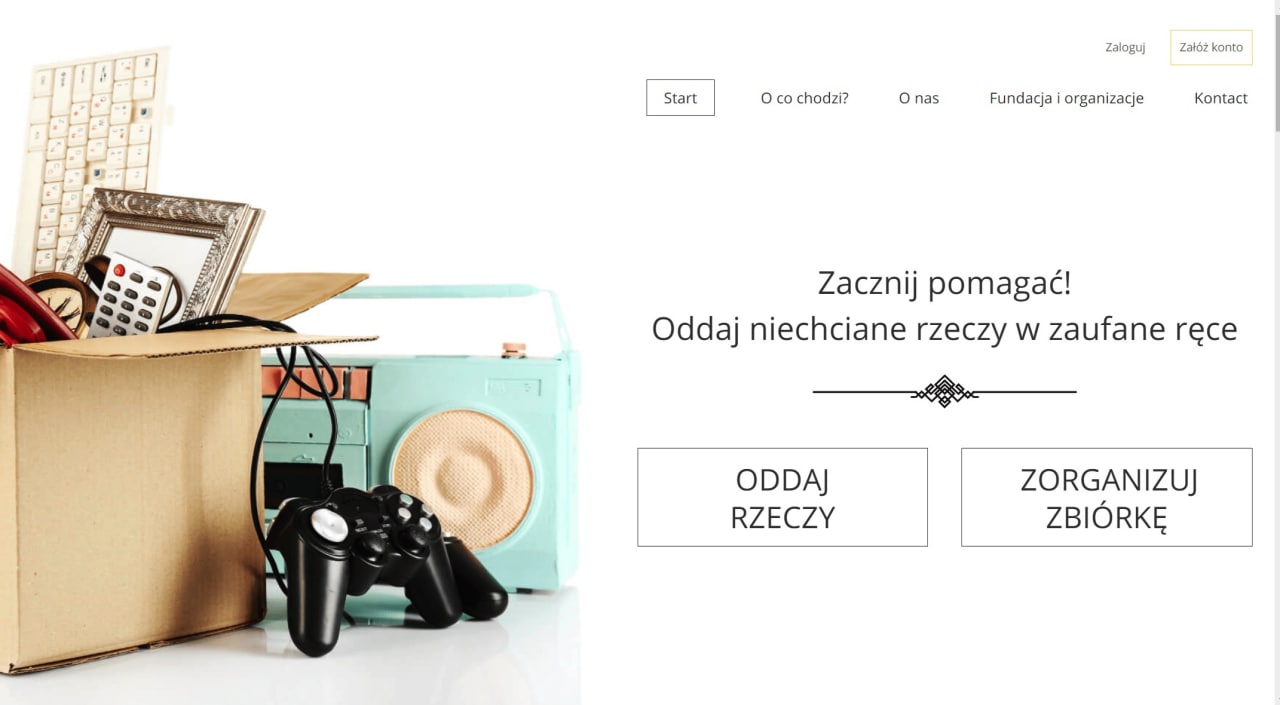 Zaloguj
Załóż konto
Start
O co chodzi?
O nas
Fundacja i organizacje
Kontact
Zacznij pomagać!
Oddaj niechciane rzeczy w zaufane ręce
ODDAJ
RZECZY
ZORGANIZUJ
ZBIÓRKĘ